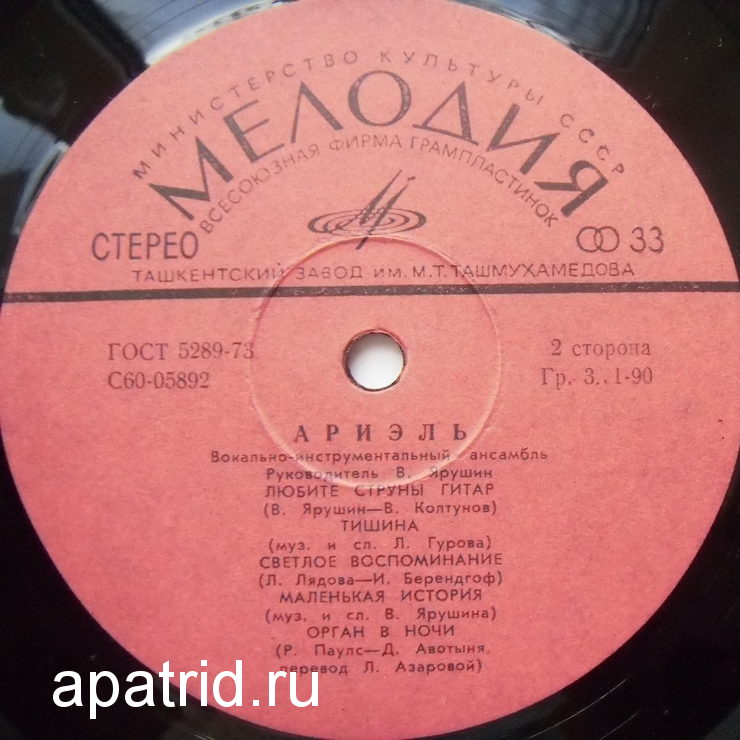 МИНИСТЕРСТВО КУЛЬТУРЫ СССР
МЕЛОДИЯ
ВСЕСОЮЗНАЯ ФИРМА ГРАМПЛАСТИНОК
СТЕРЕО 33
ТАШКЕНТСКИЙ ЗАВОД ИМ. М.Т.ТАШМУХАМЕДОВА
ГОСТ 5289-73 2 сторона
С60-05892 Гр. 3. 1-90
АРИЭЛЬ
Вокально-инструментальный ансамбль
Руководитель В. Ярушин
ЛЮБИТЕ СТРУНЫ ГИТАР
(В. Ярушин—В. Колтунов)
ТИШИНА
(муз. и сл. Л. Гурова)
СВЕТЛОЕ ВОСПОМИНАНИЕ
(Л. Лядова—И. Берендгоф)
МАЛЕНЬКАЯ ИСТОРИЯ
(муз. и сл. В. Ярушина)
ОРГАН В НОЧИ
(Р. Паулс—Д. Авотыня,
перевод Л. Азаровой)
apatrid.ru